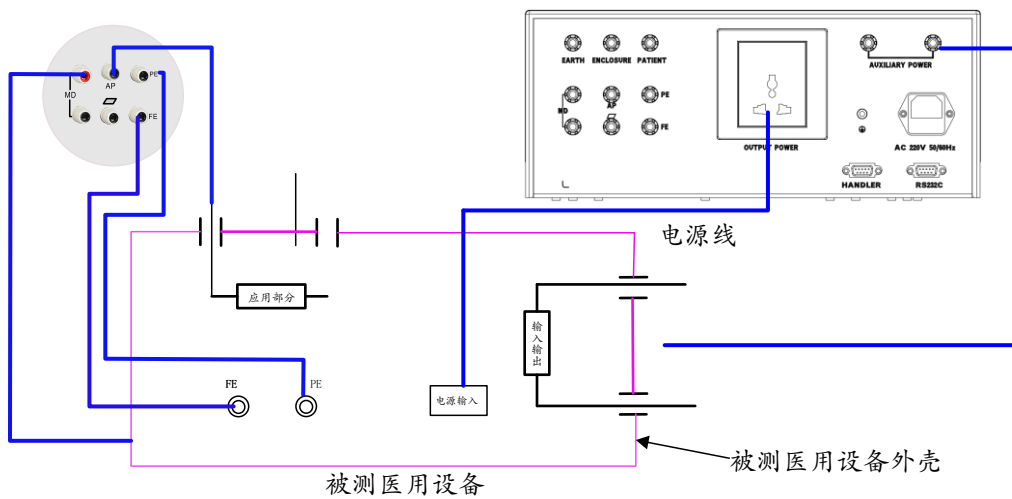 EARTH ENCLOSURE PATIENT
MD AP PE
FE
OUTPUT POWER
AUXILIARY POWER
AC 220V 50/60Hz
HANDLER RS232C
AP PE
MD
FE
电源线
应用部分
输入输出
FE PE
电源输入
被测医用设备外壳
被测医用设备